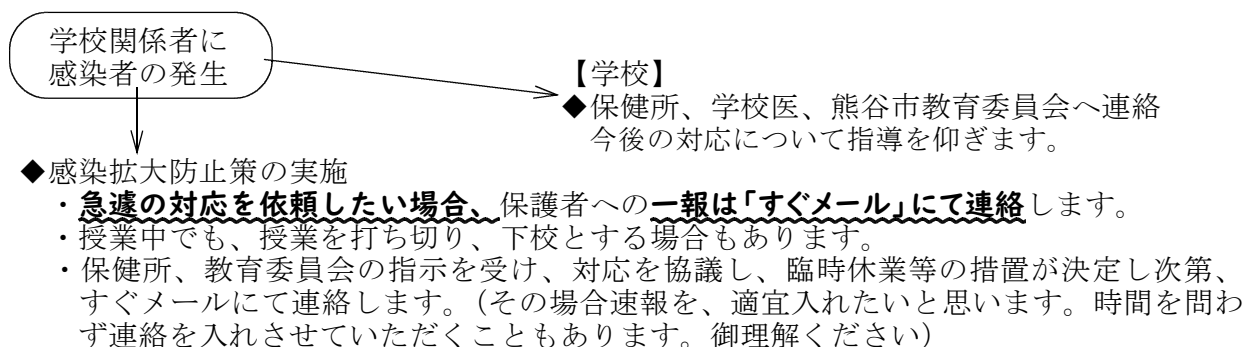 学校関係者に
感染者の発生
【学校】
◆保健所、学校医、熊谷市教育委員会へ連絡
今後の対応について指導を仰ぎます。
◆感染拡大防止策の実施
・急遽の対応を依頼したい場合、保護者への一報は「すぐメール」にて連絡します。
・授業中でも、授業を打ち切り、下校とする場合もあります。
・保健所、教育委員会の指示を受け、対応を協議し、臨時休業等の措置が決定し次第、
すぐメールにて連絡します。(その場合速報を、適宜入れたいと思います。時間を問わ
ず連絡を入れさせていただくこともあります。御理解ください)